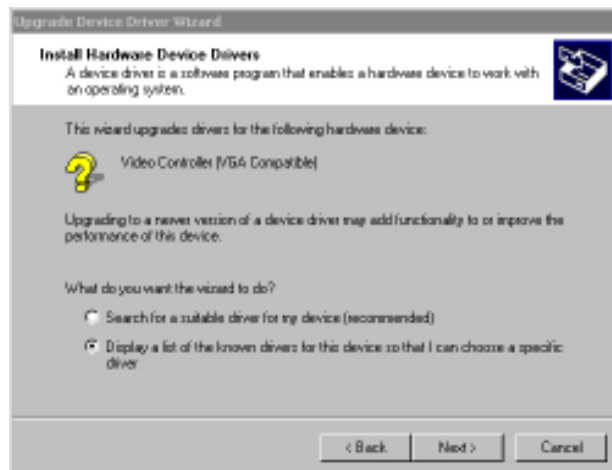 Upgrade Device Driver Wizard
Install Hardware Device Drivers
A device driver is a software program that enables a hardware device to work with
an operating system.
This wizard upgrades drivers for the following hardware device:
Video Controller (VGA Compatible)
Upgrading to a newer version of a device driver may add functionality to or improve the
performance of this device.
What do you want the wizard to do?
Search for a suitable driver for my device (recommended)
Display a list of the known drivers for this device so that I can choose a specific
driver
< Back
Next >
Cancel